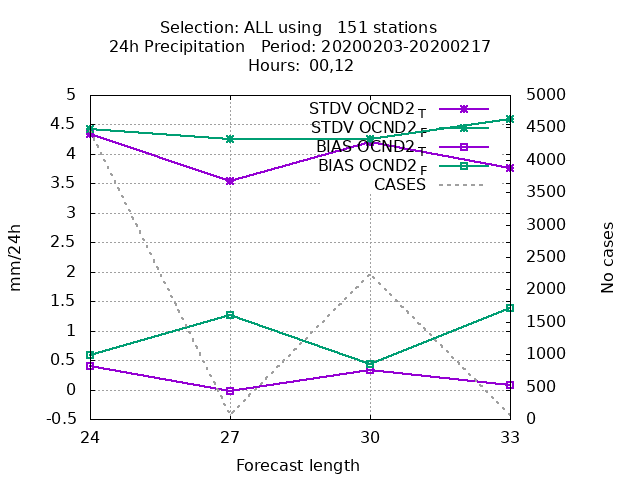 Selection: ALL using   151 stations
24h Precipitation   Period: 20200203-20200217
Hours:  00,12
STDV OCND2 T
STDV OCND2 F
BIAS OCND2 T
BIAS OCND2 F
CASES
5
4.5
4
3.5
3
2.5
2
1.5
1
0.5
0
-0.5
mm/24h
5000
4500
4000
3500
3000
2500
2000
1500
1000
500
0
No cases
24 27 30 33
Forecast length